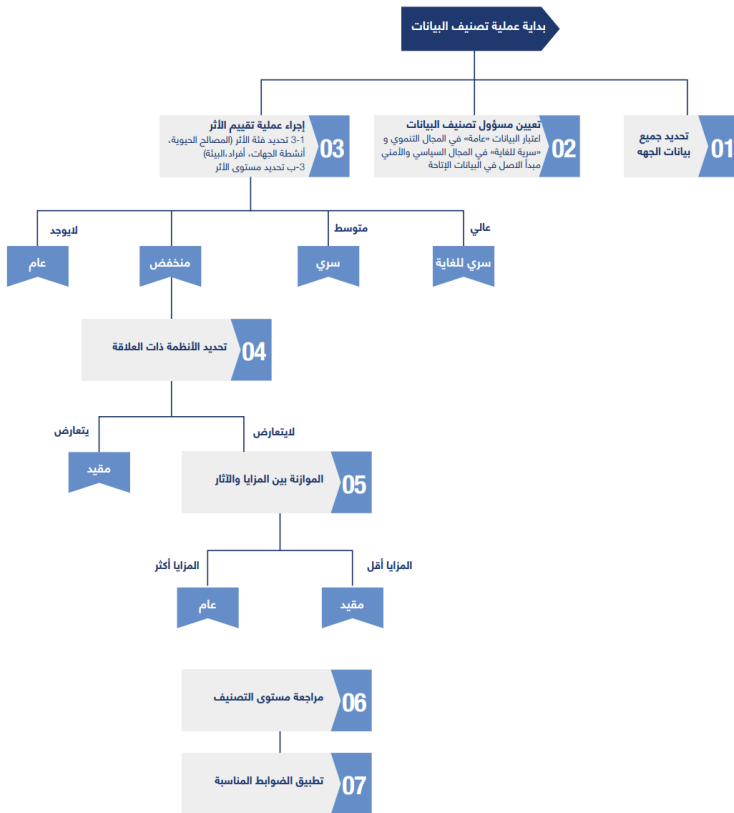 بداية عملية تصنيف البيانات
01
تحديد جميع
بيانات الجهه
02
تعيين مسؤول تصنيف البيانات
اعتبار البيانات «عامة» في المجال التنموي و
«سرية للغاية» في المجال السياسي والأمني
مبدأ الاصل في البيانات الإتاحة
03
إجراء عملية تقييم الأثر
3-1 تحديد فئة الأثر (المصالح الحيوية،
أنشطة الجهات، أفراد،البيئة)
3-ب تحديد مستوى الأثر
عالي
متوسط
لايوجد
سري للغاية
سري
منخفض
عام
04
تحديد الأنظمة ذات العلاقة
لايتعارض
يتعارض
مقيد
05
الموازنة بين المزايا والآثار
المزايا أقل
المزايا أكثر
مقيد
عام
06
مراجعة مستوى التصنيف
07
تطبيق الضوابط المناسبة